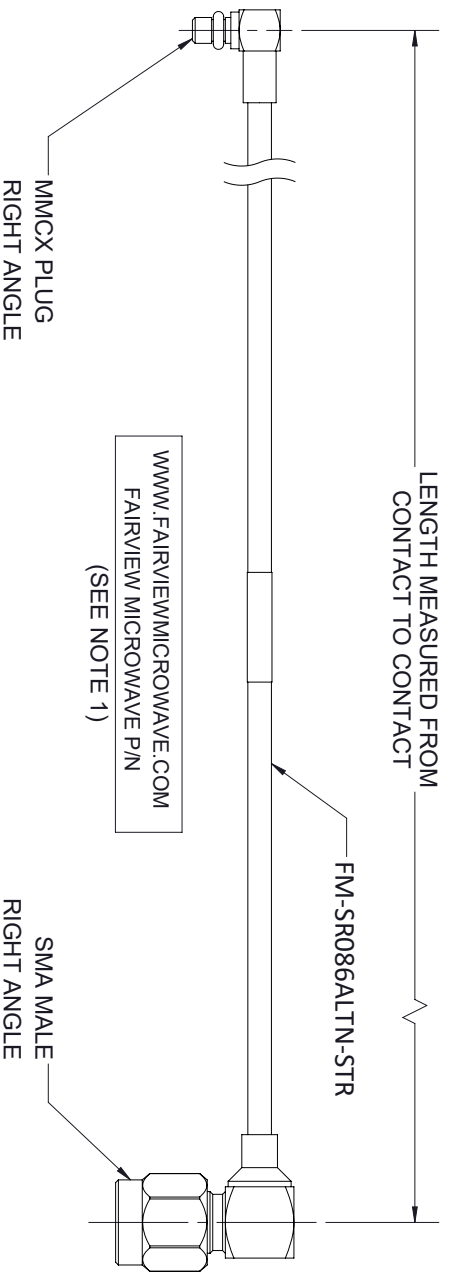 LENGTH MEASURED FROM
CONTACT TO CONTACT
FM-SR086ALTN-STR
WWW.FAIRVIEWMICROWAVE.COM
FAIRVIEW MICROWAVE P/N
(SEE NOTE 1)
MMCX PLUG
RIGHT ANGLE
SMA MALE
RIGHT ANGLE